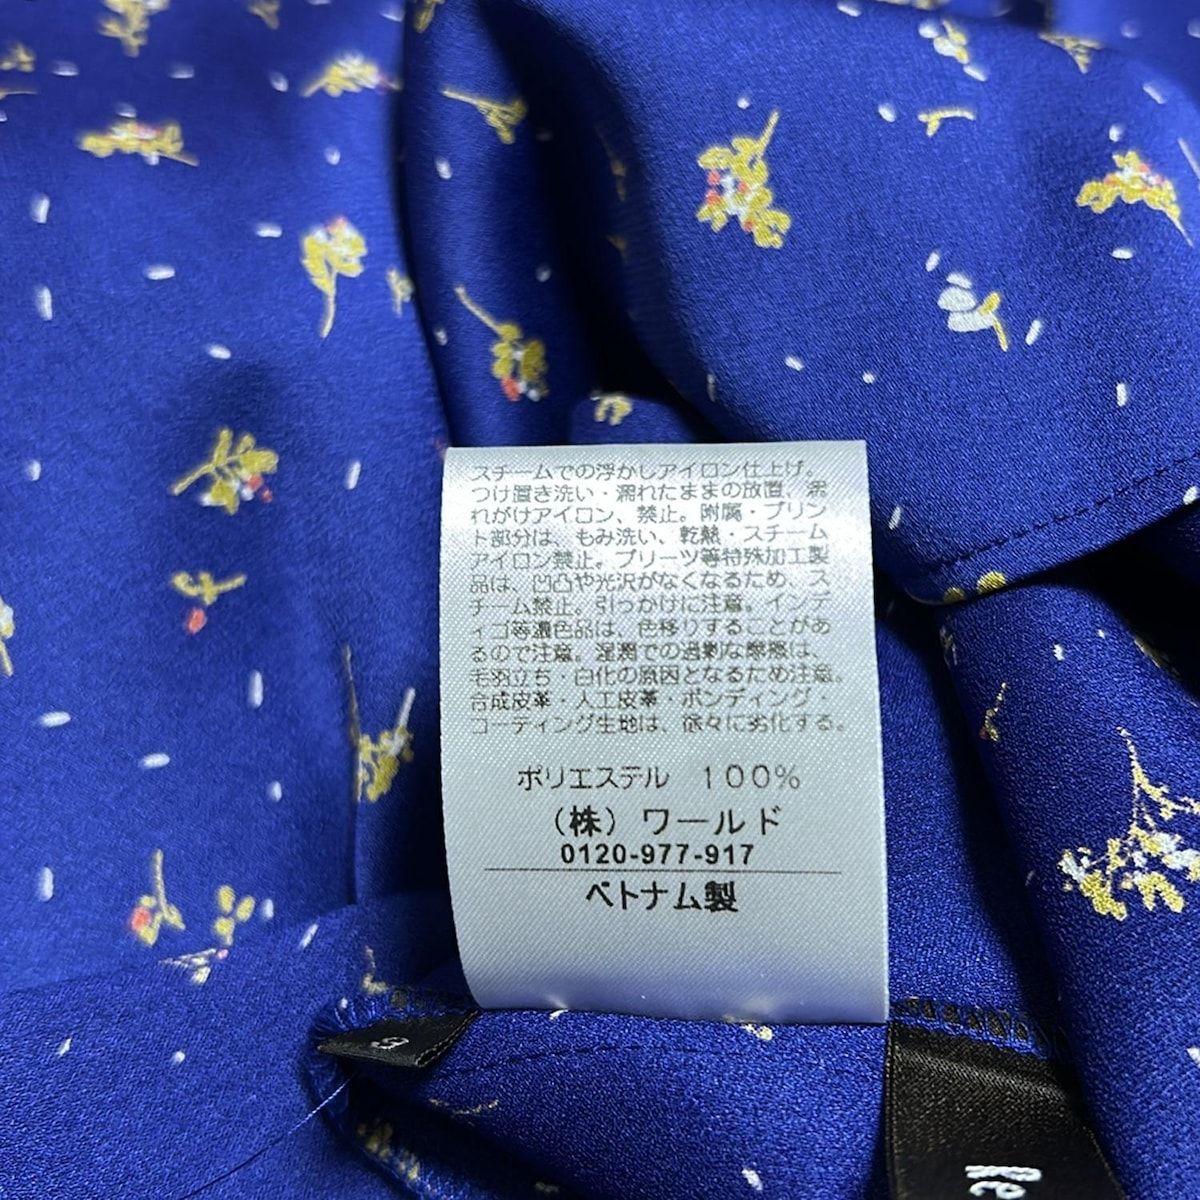 スチームでの浮かしアイロン仕上げ。
つけ置き洗い・濡れたままの放置、濡
れがけアイロン、禁止。附属・プリン
ト部分は、もみ洗い、乾熱・スチーム
アイロン禁止。プリーツ等特殊加工製
品は、凹凸や光沢がなくなるため、ス
チーム禁止。引っかけに注意。インデ
ィゴ等濃色品は、色移りすることがあ
るので注意。湿潤での過剰な摩擦は、
毛羽立ち・白化の原因となるため注意。
合成皮革・人工皮革・ボンディング・
コーティング生地は、徐々に劣化する。
ポリエステル 100%
(株)ワールド
0120-977-917
ベトナム製
Re